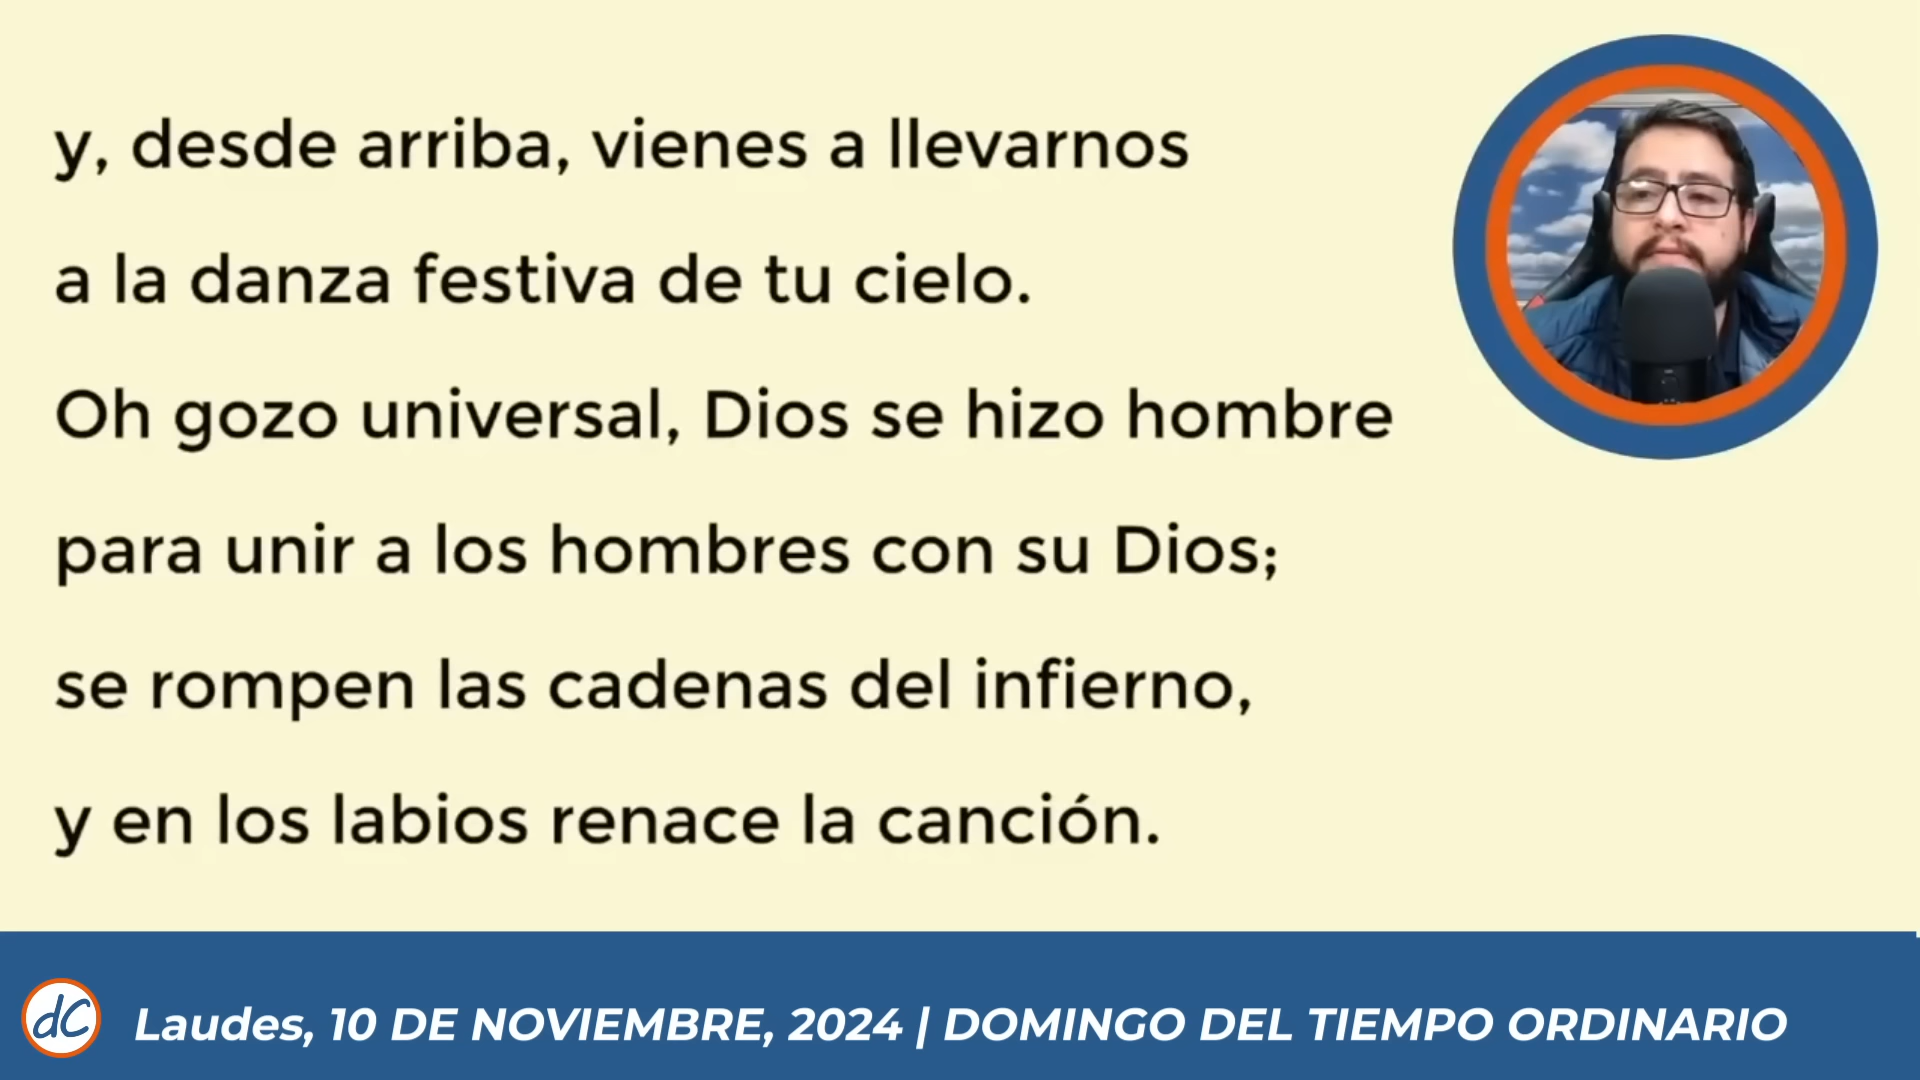 y, desde arriba, vienes a llevarnos
a la danza festiva de tu cielo.
Oh gozo universal, Dios se hizo hombre
para unir a los hombres con su Dios;
se rompen las cadenas del infierno,
y en los labios renace la canción.
dC Laudes, 10 DE NOVIEMBRE, 2024 | DOMINGO DEL TIEMPO ORDINARIO